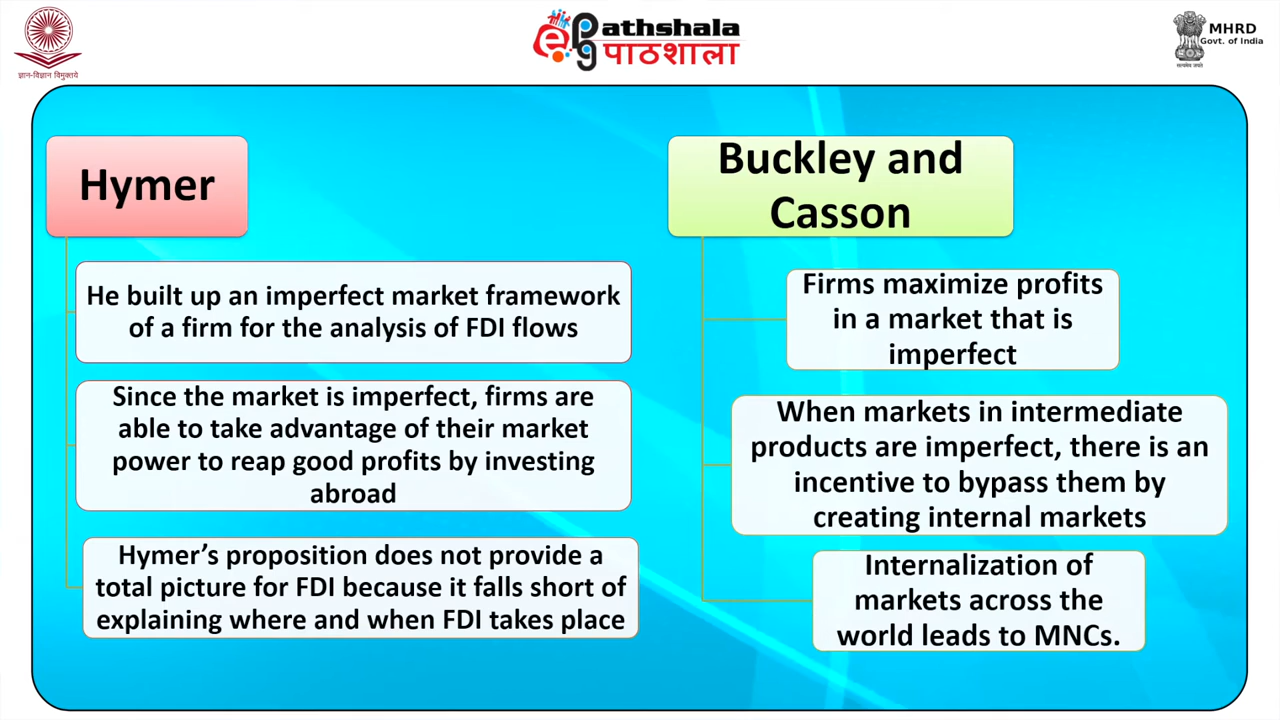 ज्ञान-विज्ञान विमुक्तये
epgpathshala
पाठशाला
सत्यमेव जयते
MHRD
Govt. of India
Hymer
He built up an imperfect market framework
of a firm for the analysis of FDI flows
Since the market is imperfect, firms are
able to take advantage of their market
power to reap good profits by investing
abroad
Hymer’s proposition does not provide a
total picture for FDI because it falls short of
explaining where and when FDI takes place
Buckley and
Casson
Firms maximize profits
in a market that is
imperfect
When markets in intermediate
products are imperfect, there is an
incentive to bypass them by
creating internal markets
Internalization of
markets across the
world leads to MNCs.